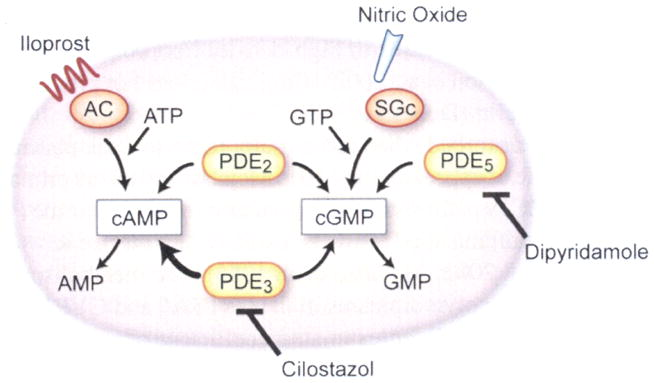 Nitric Oxide
Iloprost
AC
ATP
GTP
SGc
PDE2
PDE5
cAMP
cGMP
Dipyridamole
AMP
PDE3
GMP
Cilostazol